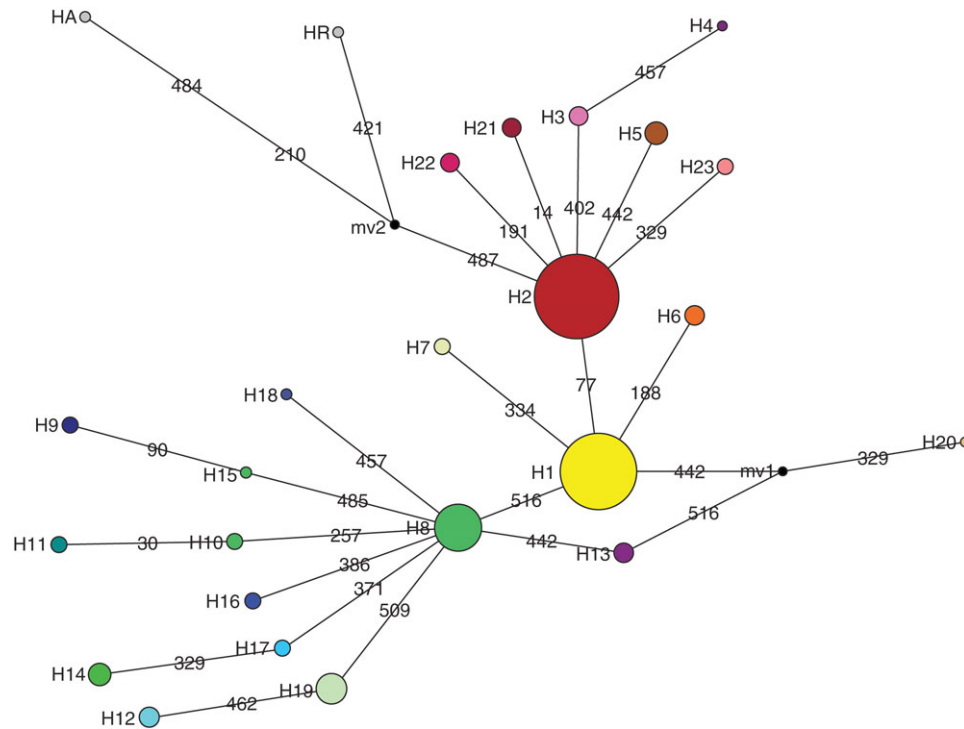 HA
HR
H4
484
457
421
H3
H21
H5
210
H22
H23
402
14
442
191
329
mv2
487
H2
H6
H7
77
H18
188
334
H9
H20
90
457
329
H15
H1
442
mv1
485
516
516
H8
257
442
H11
30
H10
H13
386
371
H16
509
H17
329
H14
H19
462
H12